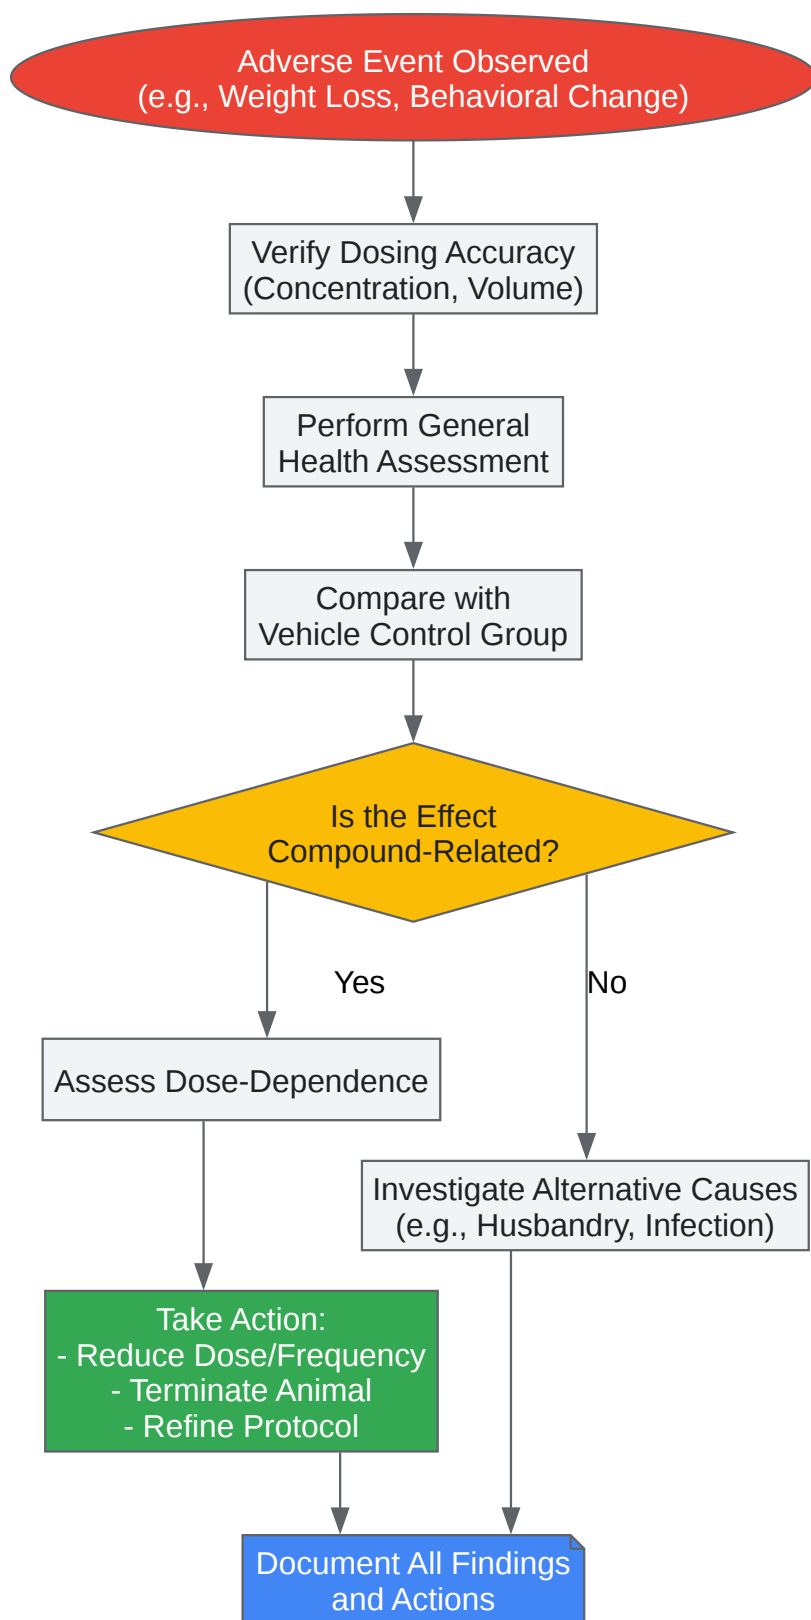 Adverse Event Observed
(e.g., Weight Loss, Behavioral Change)
Verify Dosing Accuracy
(Concentration, Volume)
Perform General
Health Assessment
Compare with
Vehicle Control Group
Is the Effect
Compound-Related?
Yes
No
Assess Dose-Dependence
Investigate Alternative Causes
(e.g., Husbandry, Infection)
Take Action:
- Reduce Dose/Frequency
- Terminate Animal
- Refine Protocol
Document All Findings
and Actions